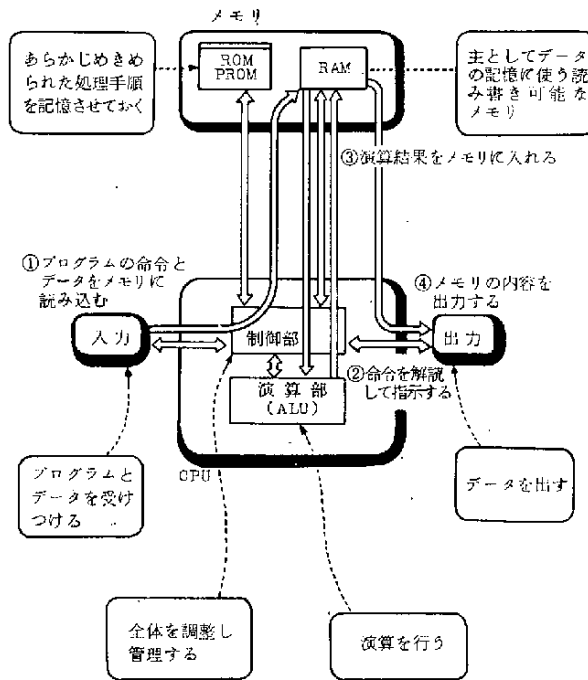 メモリ
あらかじめきめ
られた処理手順
を記憶させておく
ROM
PROM
RAM
主としてデータ
の記憶に使う読
み書き可能な
メモリ
③演算結果をメモリに入れる
①プログラムの命令と
データをメモリに
読み込む
④メモリの内容を
出力する
入力
制御部
出力
②命令を解読
して指示する
演算部
(ALU)
CPU
プログラムと
データを受け
つける
データを出す
全体を調整し
管理する
演算を行う